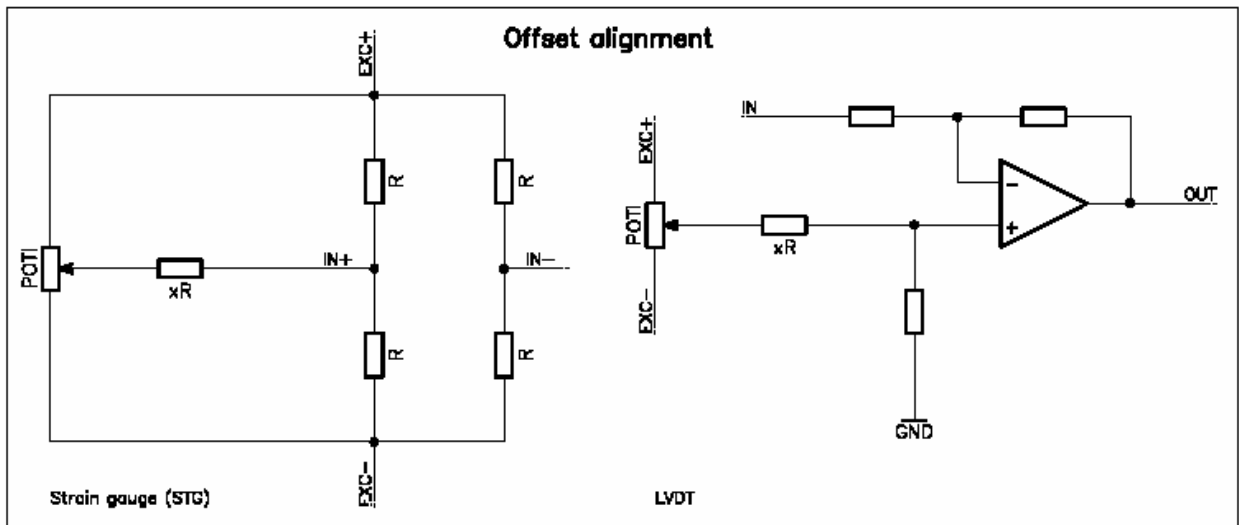 Offset alignment
EXC+
R
R
POTI
xR
IN+
IN-
R
R
EXC-
Strain gauge (STG)
IN
EXC+
POTI
xR
-
+
OUT
EXC-
GND
LVDT